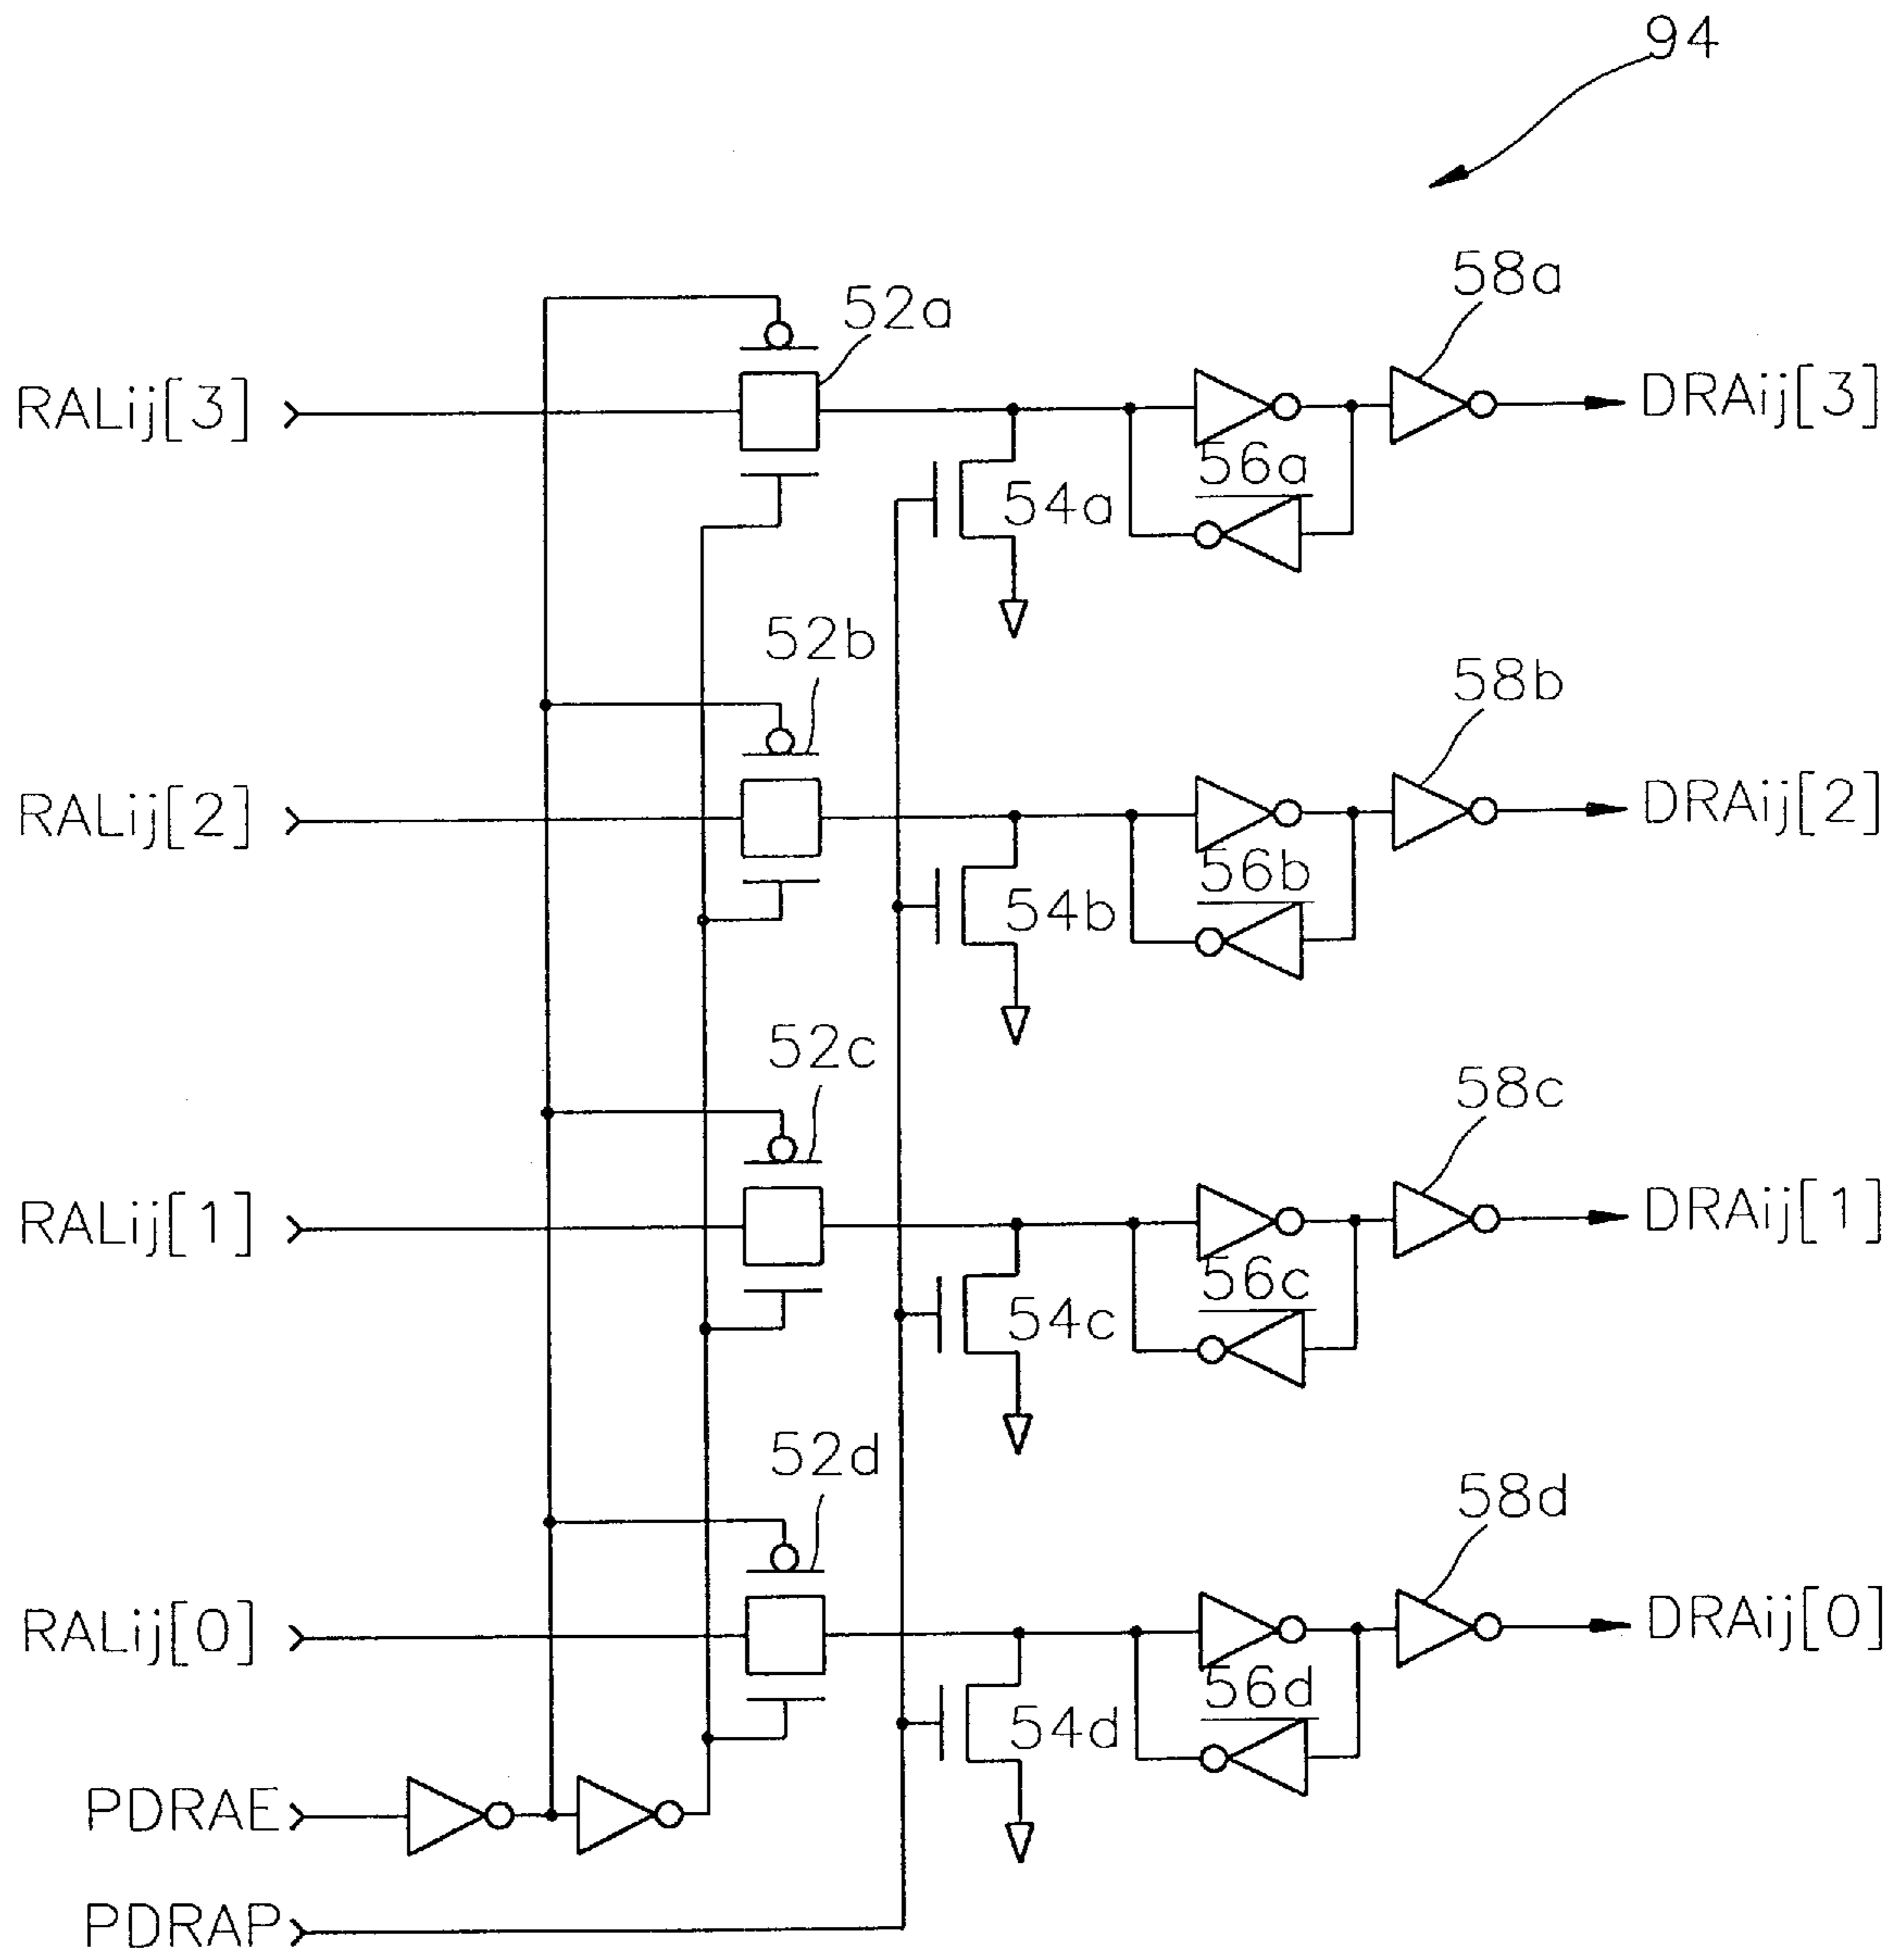 94
58a
52a
RALij[3]
DRAij[3]
56a
54a
52b
58b
RALij[2]
DRAij[2]
56b
54b
52c
58c
RALij[1]
DRAij[1]
56c
54c
52d
58d
RALij[0]
DRAij[0]
56d
54d
PDRAE
PDRAP